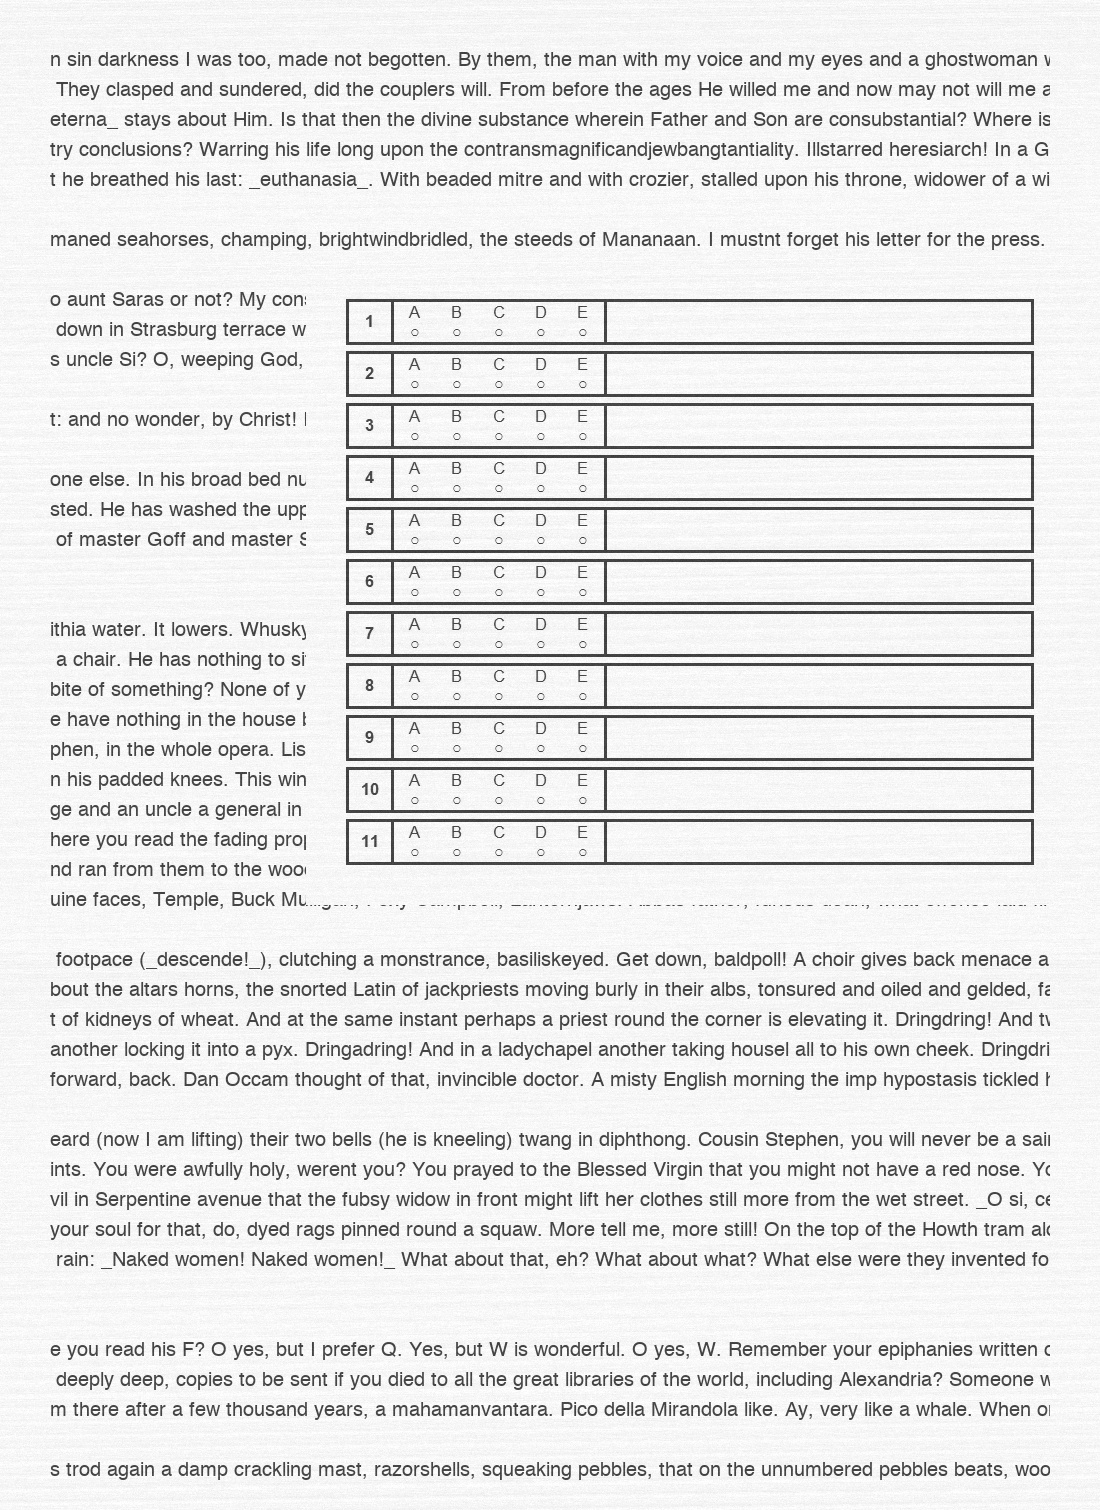 n sin darkness I was too, made not begotten. By them, the man with my voice and my eyes and a ghostwoman
They clasped and sundered, did the couplers will. From before the ages He willed me and now may not will me a
eterna_ stays about Him. Is that then the divine substance wherein Father and Son are consubstantial? Where is
try conclusions? Warring his life long upon the contransmagnificandjewbangtantiality. Illstarred heresiarch! In a G
t he breathed his last: _euthanasia_. With beaded mitre and with crozier, stalled upon his throne, widower of a wi
maned seahorses, champing, brightwindbridled, the steeds of Mananaan. I mustnt forget his letter for the press.
o aunt Saras or not? My cons
down in Strasburg terrace w
s uncle Si? O, weeping God,
t: and no wonder, by Christ!
one else. In his broad bed nu
sted. He has washed the upp
of master Goff and master S
ithia water. It lowers. Whusky
a chair. He has nothing to si
bite of something? None of y
e have nothing in the house b
phen, in the whole opera. Lis
n his padded knees. This win
ge and an uncle a general in
here you read the fading prop
nd ran from them to the wood
uine faces, Temple, Buck Mulligan,
1 A B C D E
2 A B C D E
3 A B C D E
4 A B C D E
5 A B C D E
6 A B C D E
7 A B C D E
8 A B C D E
9 A B C D E
10 A B C D E
11 A B C D E
footpace (_descende!_), clutching a monstrance, basiliskeyed. Get down, baldpoll! A choir gives back menace a
bout the altars horns, the snorted Latin of jackpriests moving burly in their albs, tonsured and oiled and gelded, fa
t of kidneys of wheat. And at the same instant perhaps a priest round the corner is elevating it. Dringdring! And tw
another locking it into a pyx. Dringadring! And in a ladychapel another taking housel all to his own cheek. Dringdri
forward, back. Dan Occam thought of that, invincible doctor. A misty English morning the imp hypostasis tickled h
eard (now I am lifting) their two bells (he is kneeling) twang in diphthong. Cousin Stephen, you will never be a sain
ints. You were awfully holy, werent you? You prayed to the Blessed Virgin that you might not have a red nose. Yo
vil in Serpentine avenue that the fubsy widow in front might lift her clothes still more from the wet street. _O si, ce
your soul for that, do, dyed rags pinned round a squaw. More tell me, more still! On the top of the Howth tram alo
rain: _Naked women! Naked women!_ What about that, eh? What about what? What else were they invented fo
e you read his F? O yes, but I prefer Q. Yes, but W is wonderful. O yes, W. Remember your epiphanies written o
deeply deep, copies to be sent if you died to all the great libraries of the world, including Alexandria? Someone w
m there after a few thousand years, a mahamanvantara. Pico della Mirandola like. Ay, very like a whale. When on
s trod again a damp crackling mast, razorshells, squeaking pebbles, that on the unnumbered pebbles beats, woo